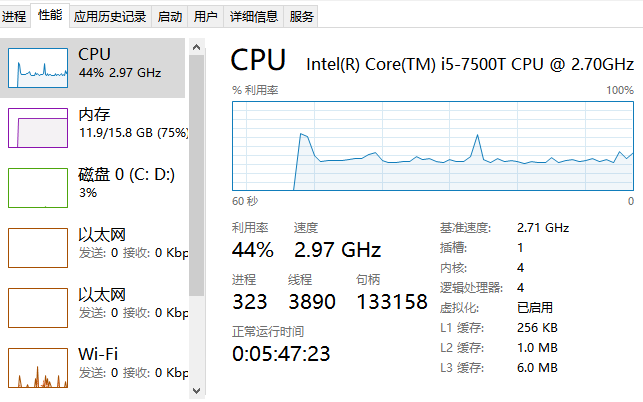 进程 性能 应用历史记录 启动 用户 详细信息 服务
CPU
44% 2.97 GHz
内存
11.9/15.8 GB (75%)
磁盘 0 (C: D:)
3%
以太网
发送: 0 接收: 0 Kbp
以太网
发送: 0 接收: 0 Kbp
Wi-Fi
发送: 0 接收: 0 Kbp
CPU Intel(R) Core(TM) i5-7500T CPU @ 2.70GHz
% 利用率 100%
60 秒 0
利用率 速度
44% 2.97 GHz
进程 线程 句柄
323 3890 133158
正常运行时间
0:05:47:23
基准速度: 2.71 GHz
插槽: 1
内核: 4
逻辑处理器: 4
虚拟化: 已启用
L1 缓存: 256 KB
L2 缓存: 1.0 MB
L3 缓存: 6.0 MB